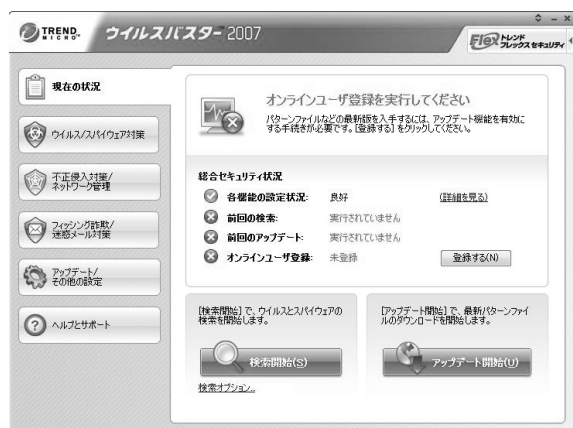 TREND MICRO
ウイルスバスター 2007
Flex トレンド フレックス セキュリティ
現在の状況
ウイルス/スパイウェア対策
不正侵入対策/
ネットワーク管理
フィッシング詐欺/
迷惑メール対策
アップデート/
その他の設定
ヘルプとサポート
オンラインユーザ登録を実行してください
パターンファイルなどの最新版を入手するには、アップデート機能を有効に
する手続きが必要です。[登録する] をクリックしてください。
総合セキュリティ状況
各機能の設定状況: 良好 (詳細を見る)
前回の検索: 実行されていません
前回のアップデート: 実行されていません
オンラインユーザ登録: 未登録 登録する(N)
[検索開始] で、ウイルスとスパイウェアの
検索を開始します。
検索開始(S)
検索オプション...
[アップデート開始] で、最新パターンファイ
ルのダウンロードを開始します。
アップデート開始(U)